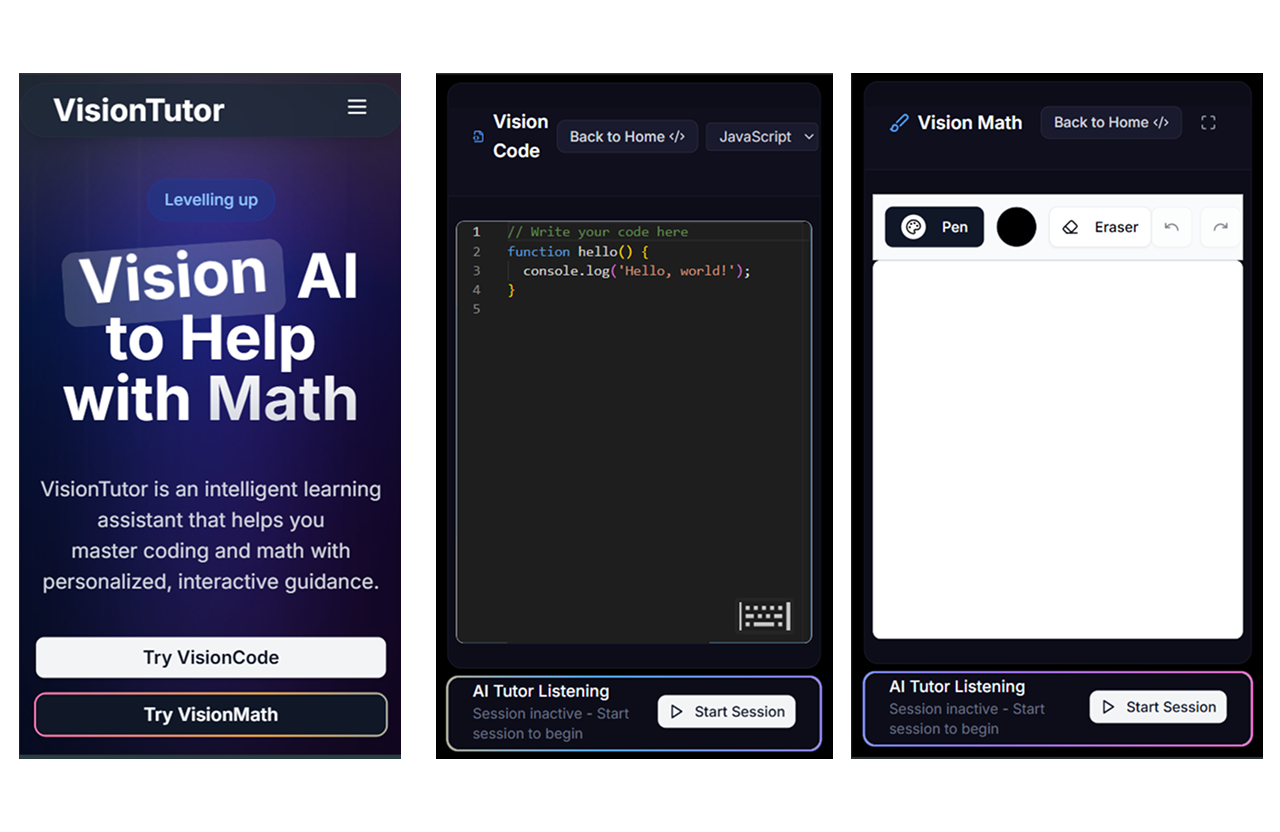 VisionTutor
Levelling up
Vision AI
to Help
with Math
VisionTutor is an intelligent learning
assistant that helps you
master coding and math with
personalized, interactive guidance.
Try VisionCode
Try VisionMath
Vision
Code
Back to Home </>
JavaScript
1 // Write your code here
2 function hello() {
3 console.log('Hello, world!');
4 }
5
AI Tutor Listening
Session inactive - Start
session to begin
Start Session
Vision Math
Back to Home </>
Pen
Eraser
AI Tutor Listening
Session inactive - Start
session to begin
Start Session